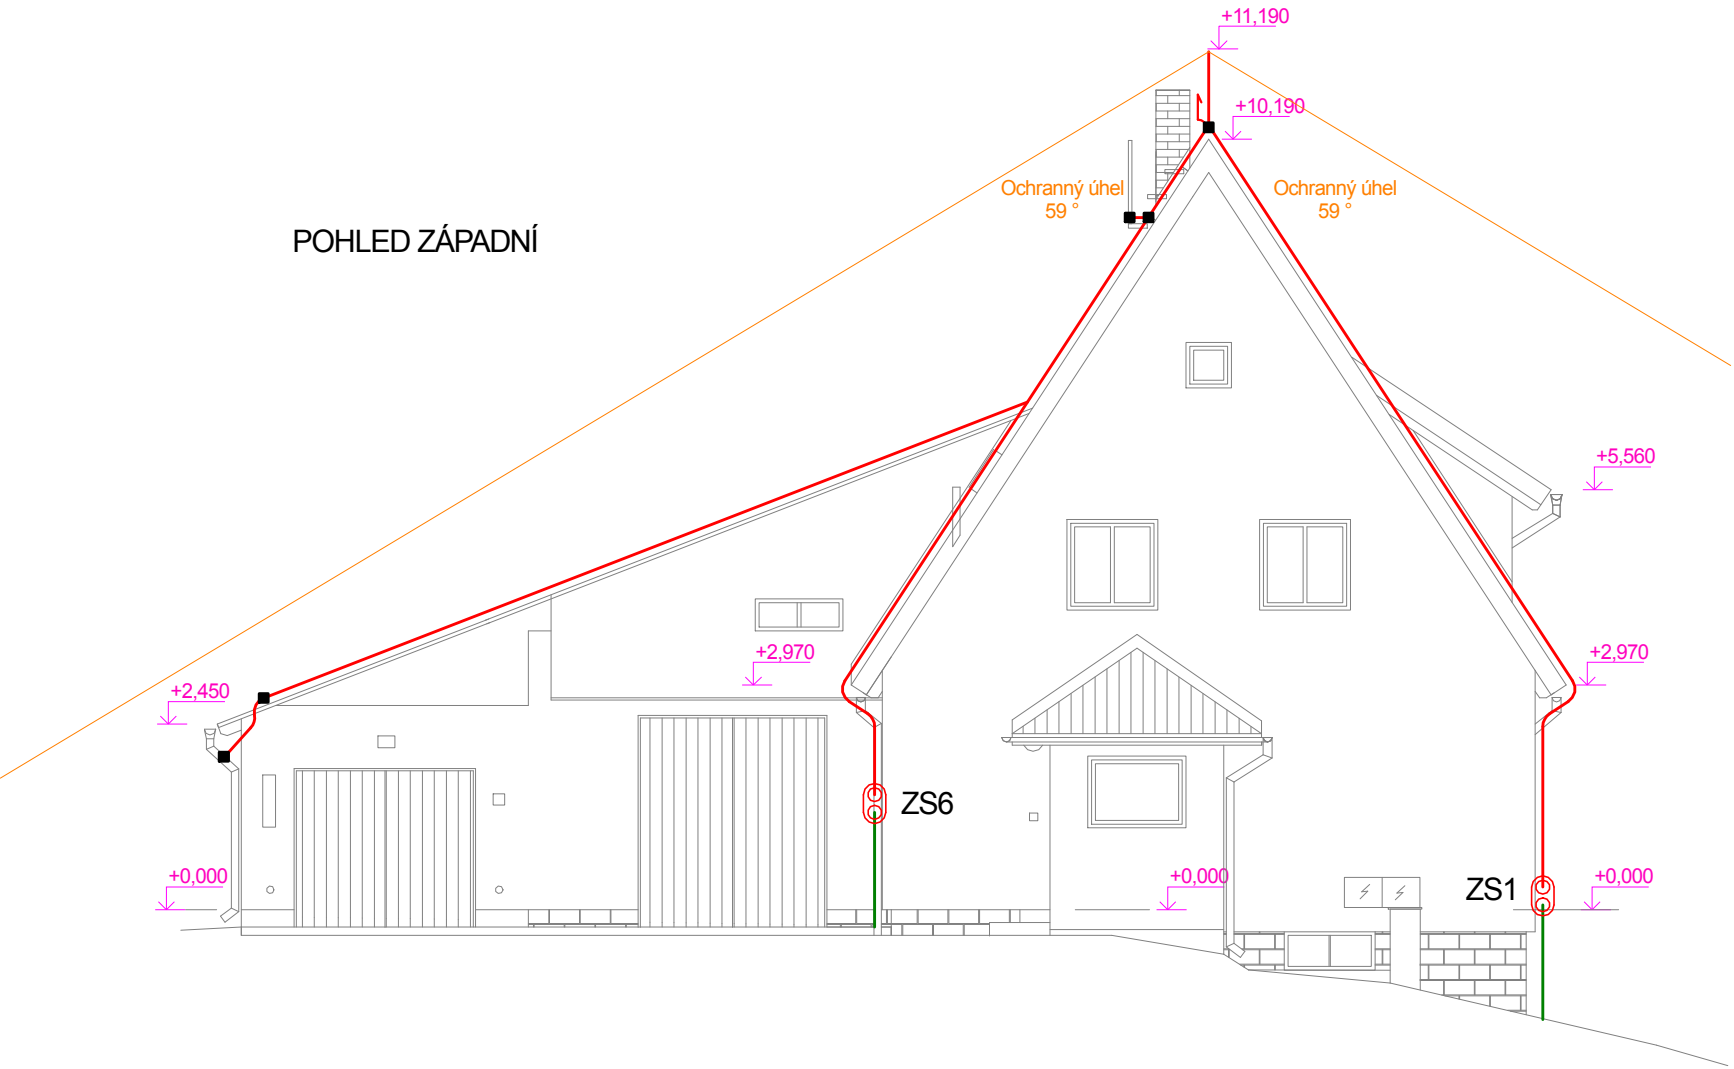 +11,190
+10,190
Ochranný úhel
59 °
Ochranný úhel
59 °
POHLED ZÁPADNÍ
+5,560
+2,970
+2,970
+2,450
ZS6
+0,000
+0,000
ZS1
+0,000